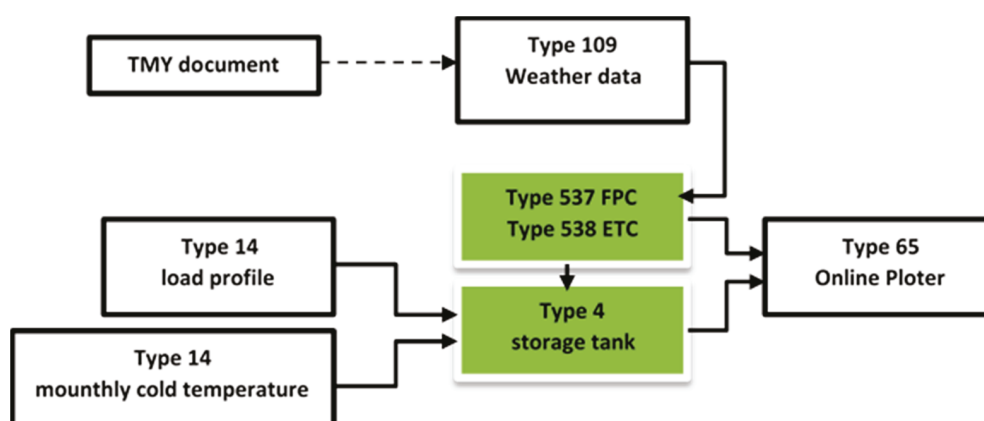 TMY document
Type 109
Weather data
Type 537 FPC
Type 538 ETC
Type 14
load profile
Type 65
Online Ploter
Type 4
storage tank
Type 14
mounthly cold temperature